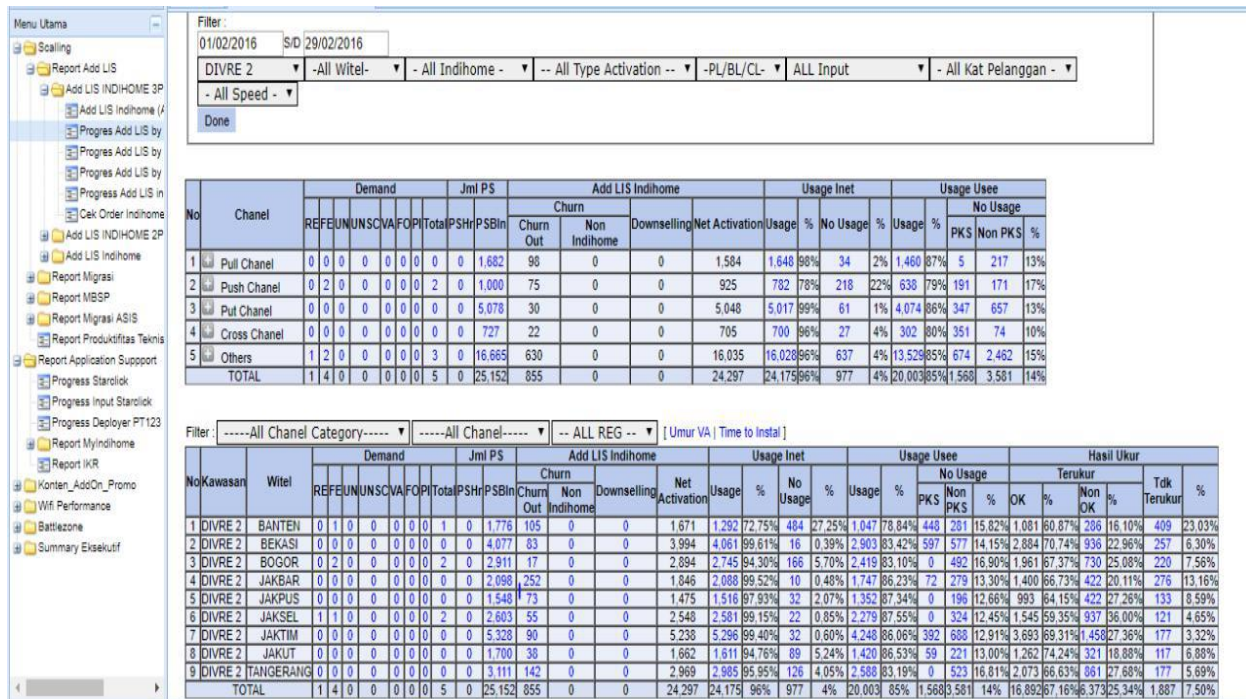 Menu Utama
Scalling
Report Add LIS
Add LIS INDIHOME 3P
Add LIS Indihome (A
Progres Add LIS by
Progres Add LIS by
Progres Add LIS by
Progress Add LIS in
Cek Order Indihome
Add LIS INDIHOME 2P
Add LIS Indihome
Report Migrasi
Report MBSP
Report Migrasi ASIS
Report Produktifitas Teknis
Report Application Suppport
Progress Starclick
Progress Input Starclick
Progress Deployer PT123
Report MyIndihome
Report IKR
Konten_AddOn_Promo
Wifi Performance
Battlezone
Summary Eksekutif
Filter :
01/02/2016 S/D 29/02/2016
DIVRE 2 -All Witel- - All Indihome - -- All Type Activation -- -PL/BL/CL- ALL Input - All Kat Pelanggan -
- All Speed -
Done
No Chanel Demand Jml PS Add LIS Indihome Usage Inet Usage Usee
Churn Downselling Net Activation Usage % No Usage % Usage % No Usage
RE FE UN UNSC VA FO PI Total PSHr PSBln Churn Out Non Indihome PKS Non PKS %
1 Pull Chanel 0 0 0 0 0 0 0 0 0 1,682 98 0 0 1,584 1,648 98% 34 2% 1,460 87% 5 217 13%
2 Push Chanel 0 2 0 0 0 0 0 2 0 1,000 75 0 0 925 782 78% 218 22% 638 79% 191 171 17%
3 Put Chanel 0 0 0 0 0 0 0 0 0 5,078 30 0 0 5,048 5,017 99% 61 1% 4,074 86% 347 657 13%
4 Cross Chanel 0 0 0 0 0 0 0 0 0 727 22 0 0 705 700 96% 27 4% 302 80% 351 74 10%
5 Others 1 2 0 0 0 0 0 3 0 16,665 630 0 0 16,035 16,028 96% 637 4% 13,529 85% 674 2,462 15%
TOTAL 1 4 0 0 0 0 0 5 0 25,152 855 0 0 24,297 24,175 96% 977 4% 20,003 85% 1,568 3,581 14%
Filter : -----All Chanel Category----- -----All Chanel----- -- ALL REG -- [ Umur VA | Time to Instal ]
No Kawasan Witel Demand Jml PS Add LIS Indihome Usage Inet Usage Usee Hasil Ukur
Churn Downselling Net Activation Usage % No Usage % Usage % No Usage Terukur Tdk Terukur %
RE FE UN UNSC VA FO PI Total PSHr PSBln Churn Out Non Indihome PKS Non PKS % OK % Non OK %
1 DIVRE 2 BANTEN 0 1 0 0 0 0 0 1 0 1,776 105 0 0 1,671 1,292 72,75% 484 27,25% 1,047 78,84% 448 281 15,82% 1,081 60,87% 286 16,10% 409 23,03%
2 DIVRE 2 BEKASI 0 0 0 0 0 0 0 0 0 4,077 83 0 0 3,994 4,061 99,61% 16 0,39% 2,903 83,42% 597 577 14,15% 2,884 70,74% 936 22,96% 257 6,30%
3 DIVRE 2 BOGOR 0 2 0 0 0 0 0 2 0 2,911 17 0 0 2,894 2,745 94,30% 166 5,70% 2,419 83,10% 0 492 16,90% 1,961 67,37% 730 25,08% 220 7,56%
4 DIVRE 2 JAKBAR 0 0 0 0 0 0 0 0 0 2,098 252 0 0 1,846 2,088 99,52% 10 0,48% 1,747 86,23% 72 279 13,30% 1,400 66,73% 422 20,11% 276 13,16%
5 DIVRE 2 JAKPUS 0 0 0 0 0 0 0 0 0 1,548 73 0 0 1,475 1,516 97,93% 32 2,07% 1,352 87,34% 0 196 12,66% 993 64,15% 422 27,26% 133 8,59%
6 DIVRE 2 JAKSEL 1 1 0 0 0 0 0 2 0 2,603 55 0 0 2,548 2,581 99,15% 22 0,85% 2,279 87,55% 0 324 12,45% 1,545 59,35% 937 36,00% 121 4,65%
7 DIVRE 2 JAKTIM 0 0 0 0 0 0 0 0 0 5,328 90 0 0 5,238 5,296 99,40% 32 0,60% 4,248 86,06% 392 688 12,91% 3,693 69,31% 1,458 27,36% 177 3,32%
8 DIVRE 2 JAKUT 0 0 0 0 0 0 0 0 0 1,700 38 0 0 1,662 1,611 94,76% 89 5,24% 1,420 86,53% 59 221 13,00% 1,262 74,24% 321 18,88% 117 6,88%
9 DIVRE 2 TANGERANG 0 0 0 0 0 0 0 0 0 3,111 142 0 0 2,969 2,985 95,95% 126 4,05% 2,588 83,19% 0 523 16,81% 2,073 66,63% 861 27,68% 177 5,69%
TOTAL 1 4 0 0 0 0 0 5 0 25,152 855 0 0 24,297 24,175 96% 977 4% 20,003 85% 1,568 3,581 14% 16,892 67,16% 6,373 25,34% 1,887 7,50%